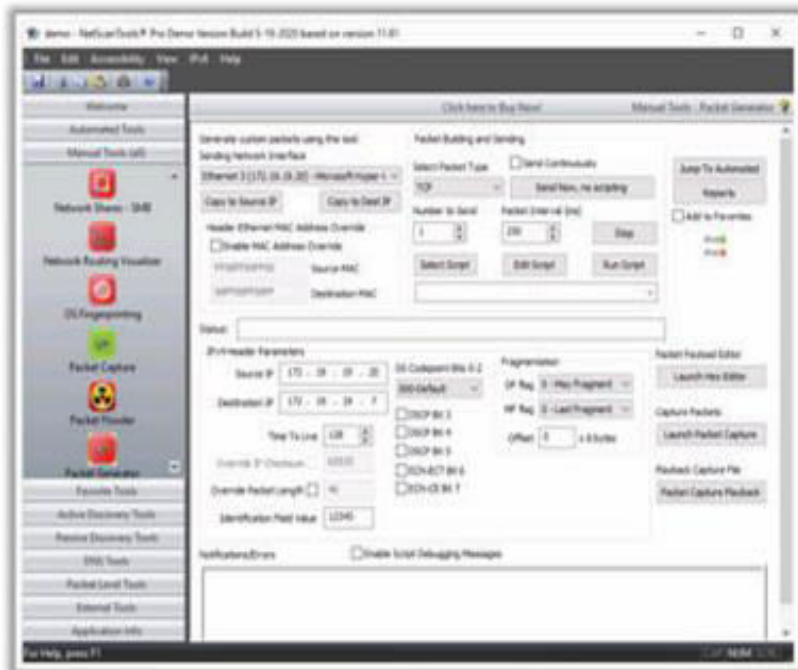 demo - NetScanTools® Pro Demo Version Build 5-19-2020 based on version 11.91
File Edit Accessibility View IPv6 Help
Welcome
Automated Tools
Manual Tools (all)
Network Shares - SMB
Network Routing Visualizer
OS Fingerprinting
Packet Capture
Packet Flooder
Packet Generator
Favorite Tools
Active Discovery Tools
Passive Discovery Tools
DNS Tools
Packet Level Tools
External Tools
Application Info
For Help, press F1
Click here to Buy Now!
Manual Tools - Packet Generator
Generate custom packets using this tool.
Sending Network Interface
Copy to Source IP
Copy to Dest IP
Header Ethernet MAC Address Override
Enable MAC Address Override
Source MAC
Destination MAC
Packet Building and Sending
Select Packet Type
Send Continuously
TCP
Send Now, no scripting
Number to Send
Packet Interval (ms)
1
200
Stop
Select Script
Edit Script
Run Script
Jump To Automated
Reports
Add to Favorites
Status:
IPv4 Header Parameters
Source IP
Destination IP
Time To Live
128
Override IP Checksum
Override Packet Length
Identification Field Value
12345
DS Codepoint Bits 0-2
000-Default
DSCP Bit 3
DSCP Bit 4
DSCP Bit 5
ECN-ECT Bit 6
ECN-CE Bit 7
Fragmentation
DF flag 0 - May Fragment
MF flag 0 - Last Fragment
Offset 0 x 8 bytes
Packet Payload Editor
Launch Hex Editor
Capture Packets
Launch Packet Capture
Playback Capture File
Packet Capture Playback
Notifications/Errors
Enable Script Debugging Messages
CAP NUM SCRL